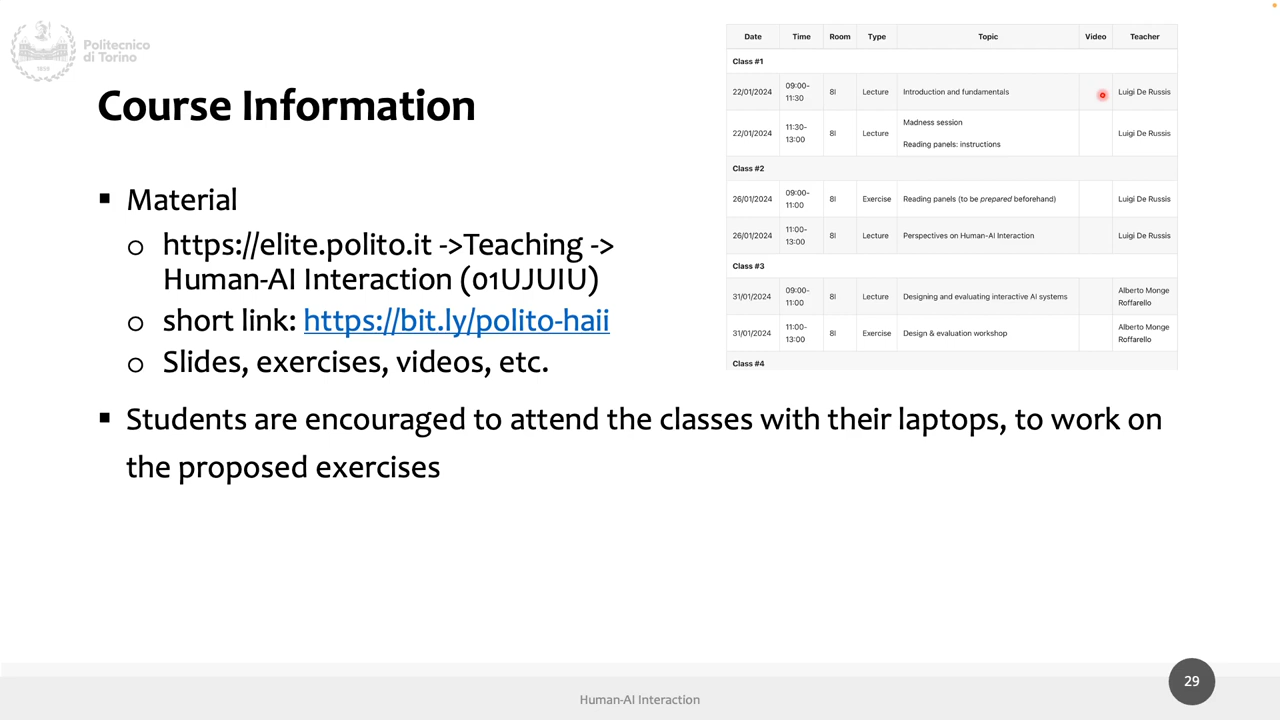 Politecnico
di Torino
1859
Course Information
▪ Material
o https://elite.polito.it ->Teaching ->
Human-AI Interaction (01UJUIU)
o short link: https://bit.ly/polito-haii
o Slides, exercises, videos, etc.
▪ Students are encouraged to attend the classes with their laptops, to work on
the proposed exercises
Date Time Room Type Topic Video Teacher
Class #1
22/01/2024 09:00-11:30 8I Lecture Introduction and fundamentals Luigi De Russis
22/01/2024 11:30-13:00 8I Lecture Madness session Reading panels: instructions Luigi De Russis
Class #2
26/01/2024 09:00-11:00 8I Exercise Reading panels (to be prepared beforehand) Luigi De Russis
26/01/2024 11:00-13:00 8I Lecture Perspectives on Human-AI Interaction Luigi De Russis
Class #3
31/01/2024 09:00-11:00 8I Lecture Designing and evaluating interactive AI systems Alberto Monge Roffarello
31/01/2024 11:00-13:00 8I Exercise Design & evaluation workshop Alberto Monge Roffarello
Class #4
Human-AI Interaction
29